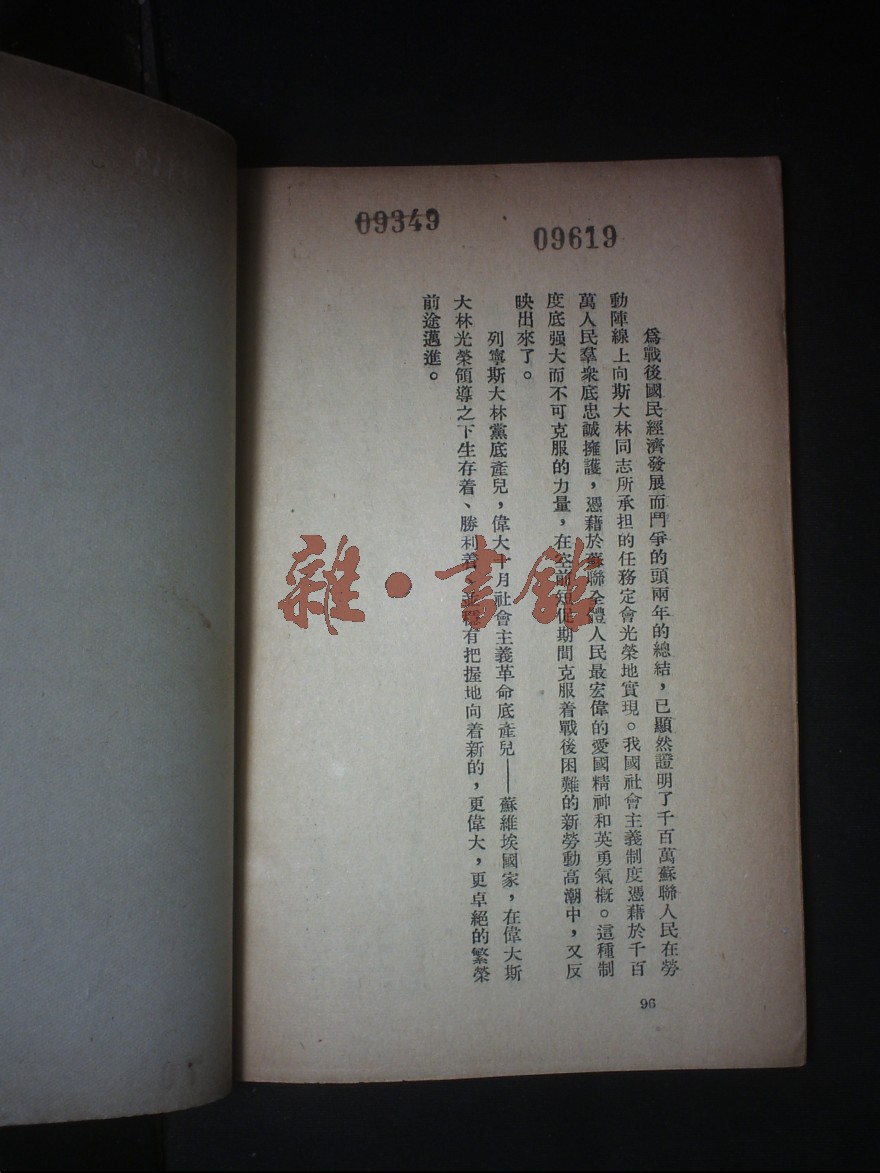 09349
09619
爲戰後國民經濟發展而鬥爭的頭兩年的總結，已顯然證明了千百萬蘇聯人民在勞
動陣線上向斯大林同志所承担的任務定會光榮地實現。我國社會主義制度憑藉於千百
萬人民羣衆底忠誠擁護，憑藉於蘇聯全體人民最宏偉的愛國精神和英勇氣槪。這種制
度底强大而不可克服的力量，在空前短促期間克服着戰後困難的新勞動高潮中，又反
映出來了。
列寧斯大林黨底產兒，偉大十月社會主義革命底產兒——蘇維埃國家，在偉大斯
大林光榮領導之下生存着、勝利着、並穩有把握地向着新的，更偉大，更卓絕的繁榮
前途邁進。
96
雜·書館